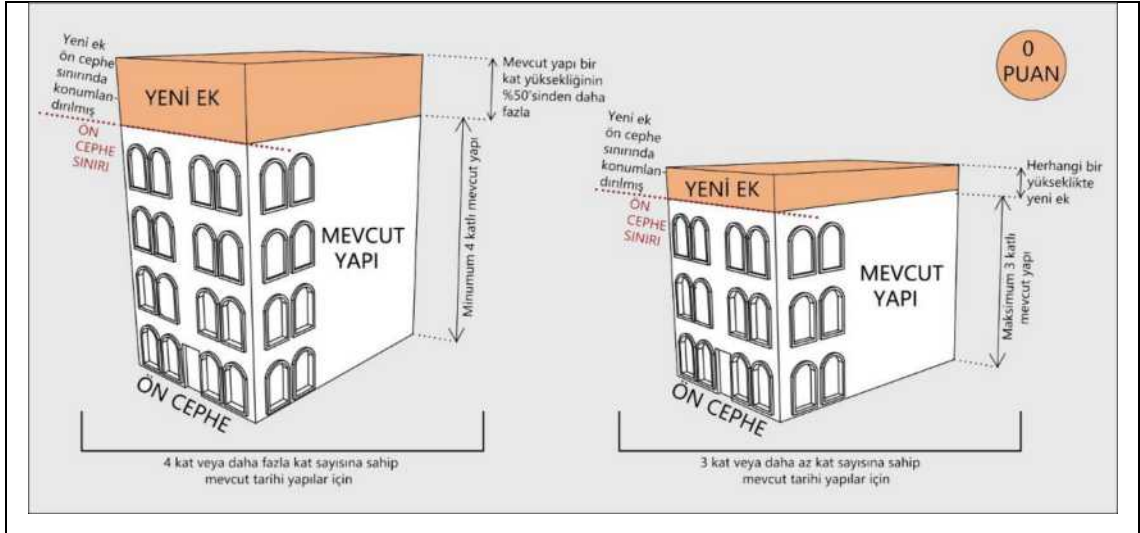 Yeni ek
ön cephe
sınırında
konumlan-
dırılmış
ÖN
CEPHE
SINIRI
YENİ EK
Mevcut yapı bir
kat yüksekliğinin
%50'sinden daha
fazla
MEVCUT
YAPI
Minumum 4 katlı mevcut yapı
ÖN CEPHE
4 kat veya daha fazla kat sayısına sahip
mevcut tarihi yapılar için
0
PUAN
Yeni ek
ön cephe
sınırında
konumlan-
dırılmış
ÖN
CEPHE
SINIRI
YENİ EK
Herhangi bir
yükseklikte
yeni ek
MEVCUT
YAPI
Maksimum 3 katlı
mevcut yapı
ÖN CEPHE
3 kat veya daha az kat sayısına sahip
mevcut tarihi yapılar için